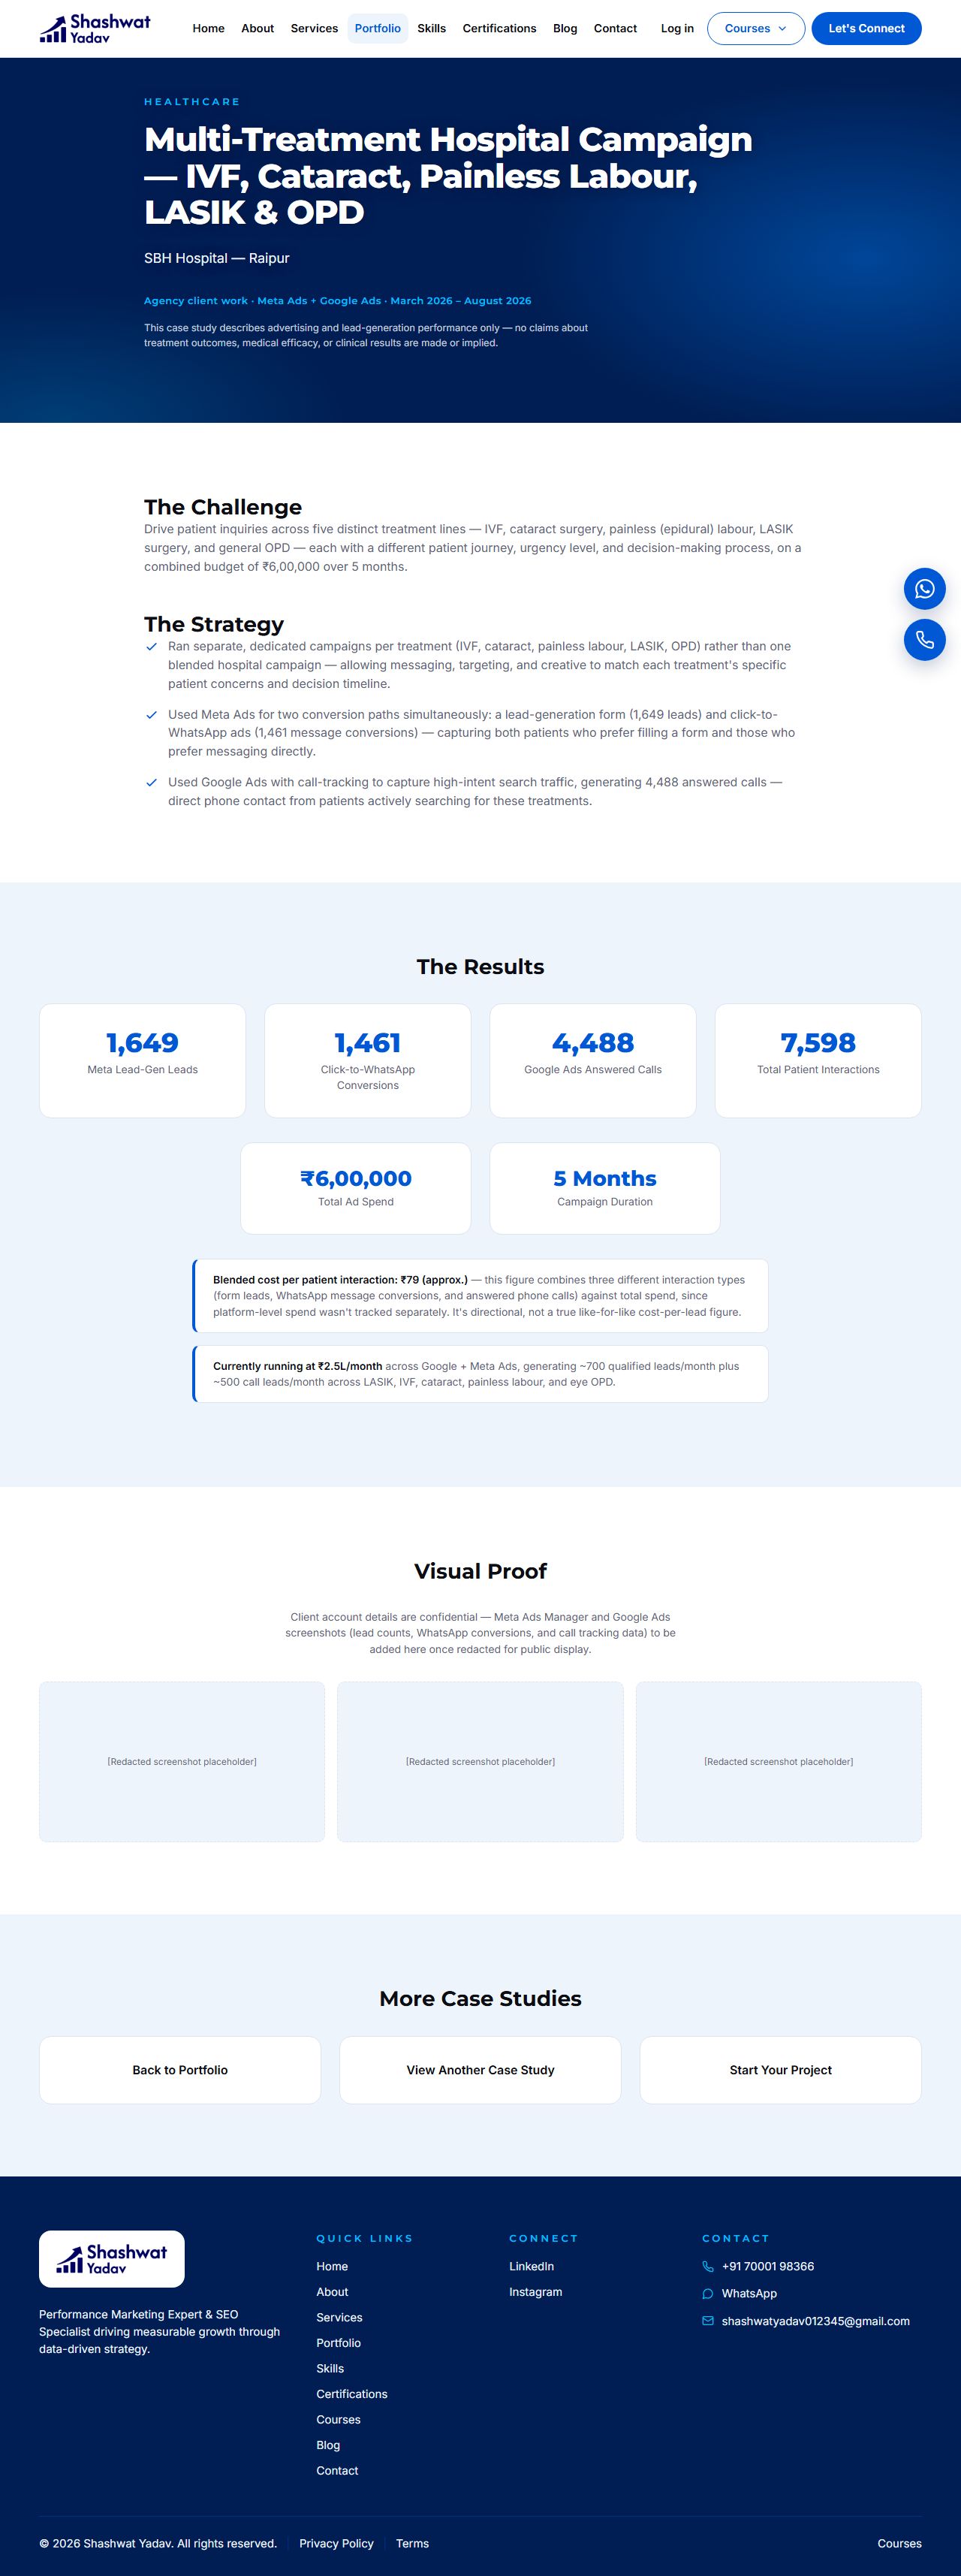 Shashwat
Yadav
Home About Services Portfolio Skills Certifications Blog Contact Log in Courses Let's Connect
HEALTHCARE
Multi-Treatment Hospital Campaign
— IVF, Cataract, Painless Labour,
LASIK & OPD
SBH Hospital — Raipur
Agency client work · Meta Ads + Google Ads · March 2026 – August 2026
This case study describes advertising and lead-generation performance only — no claims about
treatment outcomes, medical efficacy, or clinical results are made or implied.
The Challenge
Drive patient inquiries across five distinct treatment lines — IVF, cataract surgery, painless (epidural) labour, LASIK
surgery, and general OPD — each with a different patient journey, urgency level, and decision-making process, on a
combined budget of ₹6,00,000 over 5 months.
The Strategy
Ran separate, dedicated campaigns per treatment (IVF, cataract, painless labour, LASIK, OPD) rather than one
blended hospital campaign — allowing messaging, targeting, and creative to match each treatment's specific
patient concerns and decision timeline.
Used Meta Ads for two conversion paths simultaneously: a lead-generation form (1,649 leads) and click-to-
WhatsApp ads (1,461 message conversions) — capturing both patients who prefer filling a form and those who
prefer messaging directly.
Used Google Ads with call-tracking to capture high-intent search traffic, generating 4,488 answered calls —
direct phone contact from patients actively searching for these treatments.
The Results
1,649
Meta Lead-Gen Leads
1,461
Click-to-WhatsApp
Conversions
4,488
Google Ads Answered Calls
7,598
Total Patient Interactions
₹6,00,000
Total Ad Spend
5 Months
Campaign Duration
Blended cost per patient interaction: ₹79 (approx.) — this figure combines three different interaction types
(form leads, WhatsApp message conversions, and answered phone calls) against total spend, since
platform-level spend wasn't tracked separately. It's directional, not a true like-for-like cost-per-lead figure.
Currently running at ₹2.5L/month across Google + Meta Ads, generating ~700 qualified leads/month plus
~500 call leads/month across LASIK, IVF, cataract, painless labour, and eye OPD.
Visual Proof
Client account details are confidential — Meta Ads Manager and Google Ads
screenshots (lead counts, WhatsApp conversions, and call tracking data) to be
added here once redacted for public display.
[Redacted screenshot placeholder]
[Redacted screenshot placeholder]
[Redacted screenshot placeholder]
More Case Studies
Back to Portfolio
View Another Case Study
Start Your Project
Shashwat
Yadav
Performance Marketing Expert & SEO
Specialist driving measurable growth through
data-driven strategy.
QUICK LINKS
Home
About
Services
Portfolio
Skills
Certifications
Courses
Blog
Contact
CONNECT
LinkedIn
Instagram
CONTACT
+91 70001 98366
WhatsApp
shashwatyadav012345@gmail.com
© 2026 Shashwat Yadav. All rights reserved. Privacy Policy Terms
Courses